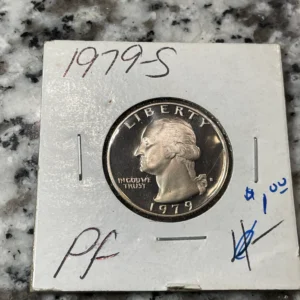 1979-S
LIBERTY
IN GOD WE
TRUST
1979
$1.00
PF